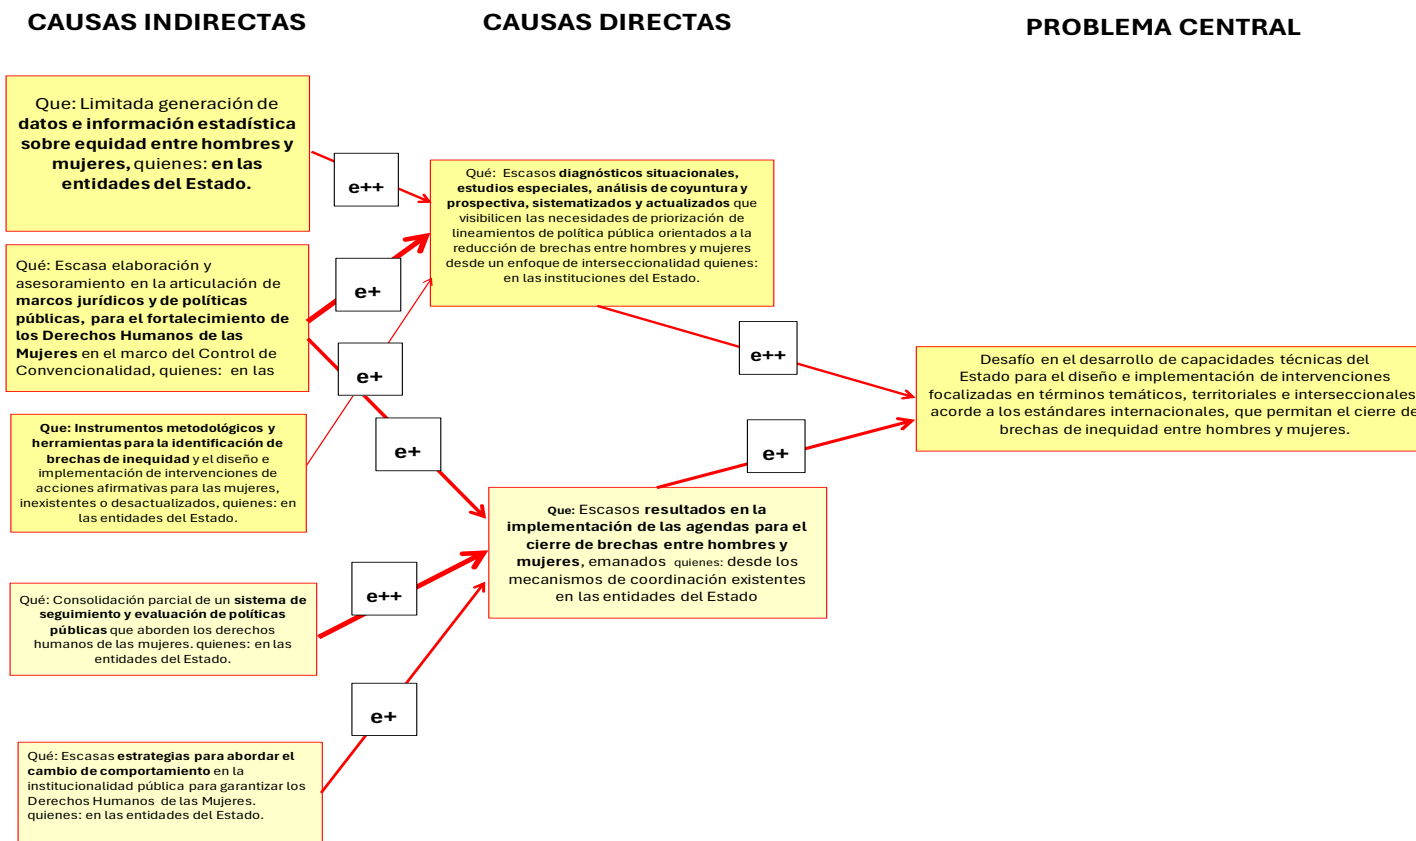 CAUSAS INDIRECTAS
CAUSAS DIRECTAS
PROBLEMA CENTRAL
Que: Limitada generación de
datos e información estadística
sobre equidad entre hombres y
mujeres, quienes: en las
entidades del Estado.
e++
Qué: Escasos diagnósticos situacionales,
estudios especiales, análisis de coyuntura y
prospectiva, sistematizados y actualizados que
visibilicen las necesidades de priorización de
lineamientos de política pública orientados a la
reducción de brechas entre hombres y mujeres
desde un enfoque de interseccionalidad quienes:
en las instituciones del Estado.
Qué: Escasa elaboración y
asesoramiento en la articulación de
marcos jurídicos y de políticas
públicas, para el fortalecimiento de
los Derechos Humanos de las
Mujeres en el marco del Control de
Convencionalidad, quienes: en las
e+
e+
e++
Desafío en el desarrollo de capacidades técnicas del
Estado para el diseño e implementación de intervenciones
focalizadas en términos temáticos, territoriales e interseccionales
acorde a los estándares internacionales, que permitan el cierre de
brechas de inequidad entre hombres y mujeres.
Que: Instrumentos metodológicos y
herramientas para la identificación de
brechas de inequidad y el diseño e
implementación de intervenciones de
acciones afirmativas para las mujeres,
inexistentes o desactualizados, quienes: en
las entidades del Estado.
e+
e+
Que: Escasos resultados en la
implementación de las agendas para el
cierre de brechas entre hombres y
mujeres, emanados quienes: desde los
mecanismos de coordinación existentes
en las entidades del Estado
Qué: Consolidación parcial de un sistema de
seguimiento y evaluación de políticas
públicas que aborden los derechos
humanos de las mujeres. quienes: en las
entidades del Estado.
e++
e+
Qué: Escasas estrategias para abordar el
cambio de comportamiento en la
institucionalidad pública para garantizar los
Derechos Humanos de las Mujeres.
quienes: en las entidades del Estado.